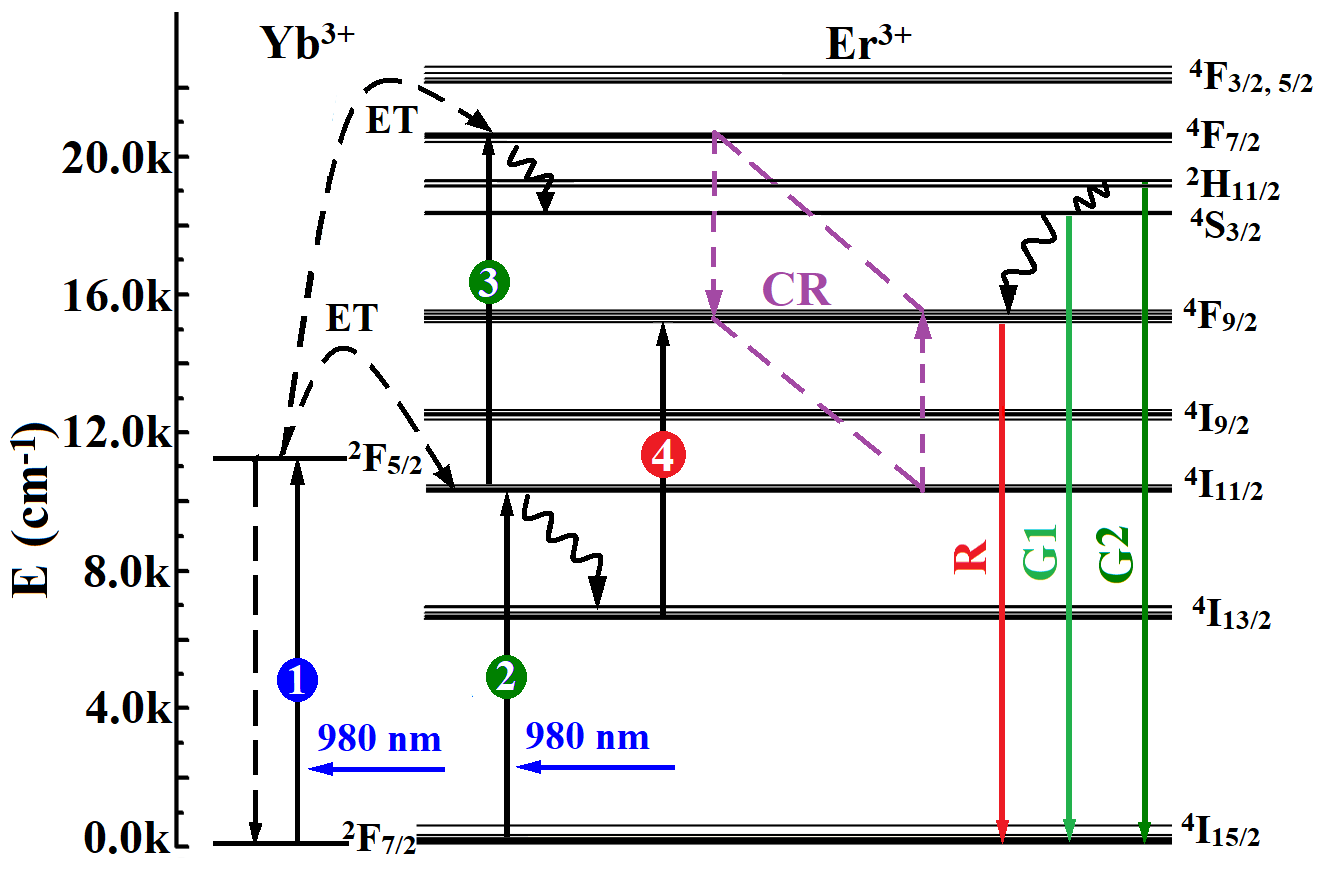 Yb³⁺
Er³⁺
⁴F3/2, 5/2
ET
⁴F7/2
20.0k
²H11/2
⁴S3/2
3
CR
16.0k
ET
⁴F9/2
12.0k
⁴I9/2
4
²F5/2
⁴I11/2
E (cm⁻¹)
R
G1
G2
8.0k
⁴I13/2
1
2
4.0k
980 nm
980 nm
0.0k
²F7/2
⁴I15/2